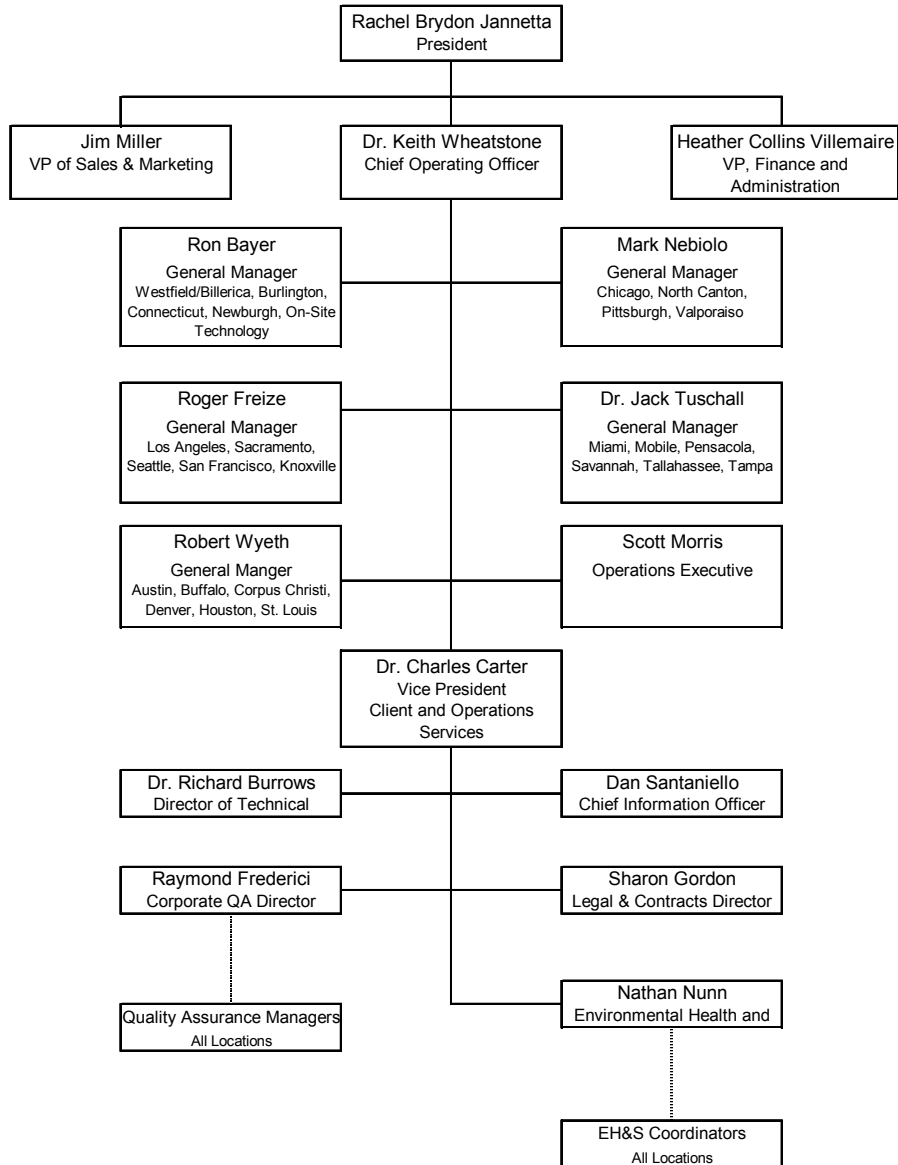 Rachel Brydon Jannetta
President
Jim Miller
VP of Sales & Marketing
Dr. Keith Wheatstone
Chief Operating Officer
Heather Collins Villemaire
VP, Finance and
Administration
Ron Bayer
General Manager
Westfield/Billerica, Burlington,
Connecticut, Newburgh, On-Site
Technology
Mark Nebiolo
General Manager
Chicago, North Canton,
Pittsburgh, Valporaiso
Roger Freize
General Manager
Los Angeles, Sacramento,
Seattle, San Francisco, Knoxville
Dr. Jack Tuschall
General Manager
Miami, Mobile, Pensacola,
Savannah, Tallahassee, Tampa
Robert Wyeth
General Manger
Austin, Buffalo, Corpus Christi,
Denver, Houston, St. Louis
Scott Morris
Operations Executive
Dr. Charles Carter
Vice President
Client and Operations
Services
Dr. Richard Burrows
Director of Technical
Dan Santaniello
Chief Information Officer
Raymond Frederici
Corporate QA Director
Sharon Gordon
Legal & Contracts Director
Quality Assurance Managers
All Locations
Nathan Nunn
Environmental Health and
EH&S Coordinators
All Locations